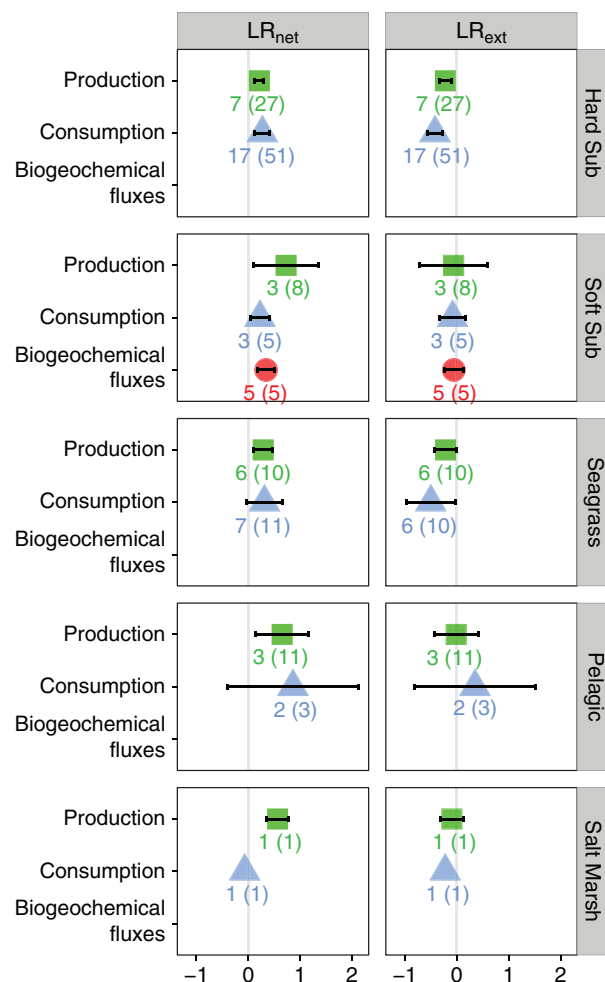 LRnet LRext
Production
7 (27) 7 (27)
Consumption
17 (51) 17 (51)
Biogeochemical
fluxes
Hard Sub
Production
3 (8) 3 (8)
Consumption
3 (5) 3 (5)
Biogeochemical
fluxes
5 (5) 5 (5)
Soft Sub
Production
6 (10) 6 (10)
Consumption
7 (11) 6 (10)
Biogeochemical
fluxes
Seagrass
Production
3 (11) 3 (11)
Consumption
2 (3) 2 (3)
Biogeochemical
fluxes
Pelagic
Production
1 (1) 1 (1)
Consumption
1 (1) 1 (1)
Biogeochemical
fluxes
Salt Marsh
−1 0 1 2 −1 0 1 2